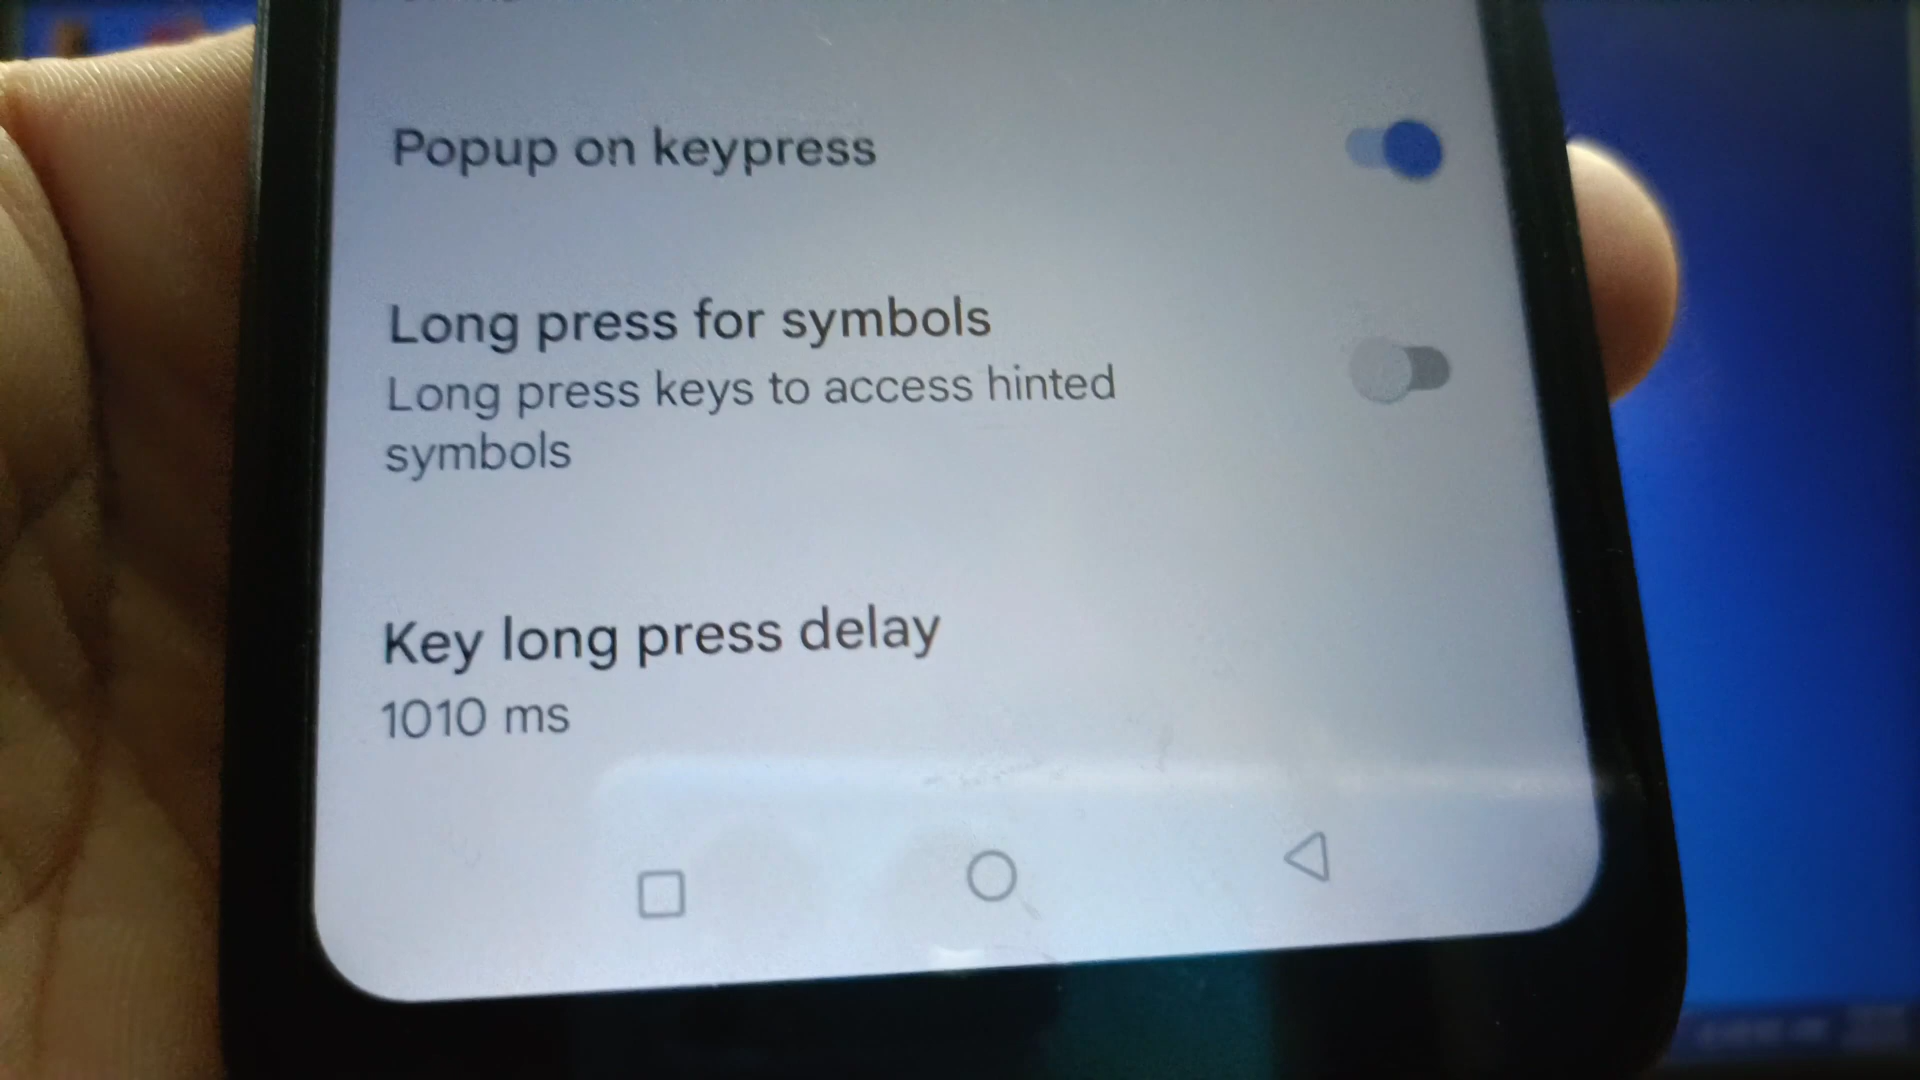 Popup on keypress
Long press for symbols
Long press keys to access hinted
symbols
Key long press delay
1010 ms